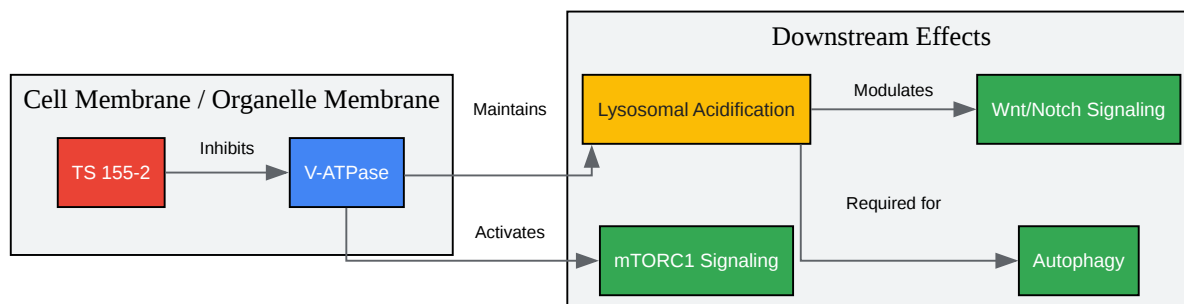 Downstream Effects
Cell Membrane / Organelle Membrane
Maintains
Lysosomal Acidification
Modulates
Wnt/Notch Signaling
TS 155-2
Inhibits
V-ATPase
Activates
mTORC1 Signaling
Required for
Autophagy